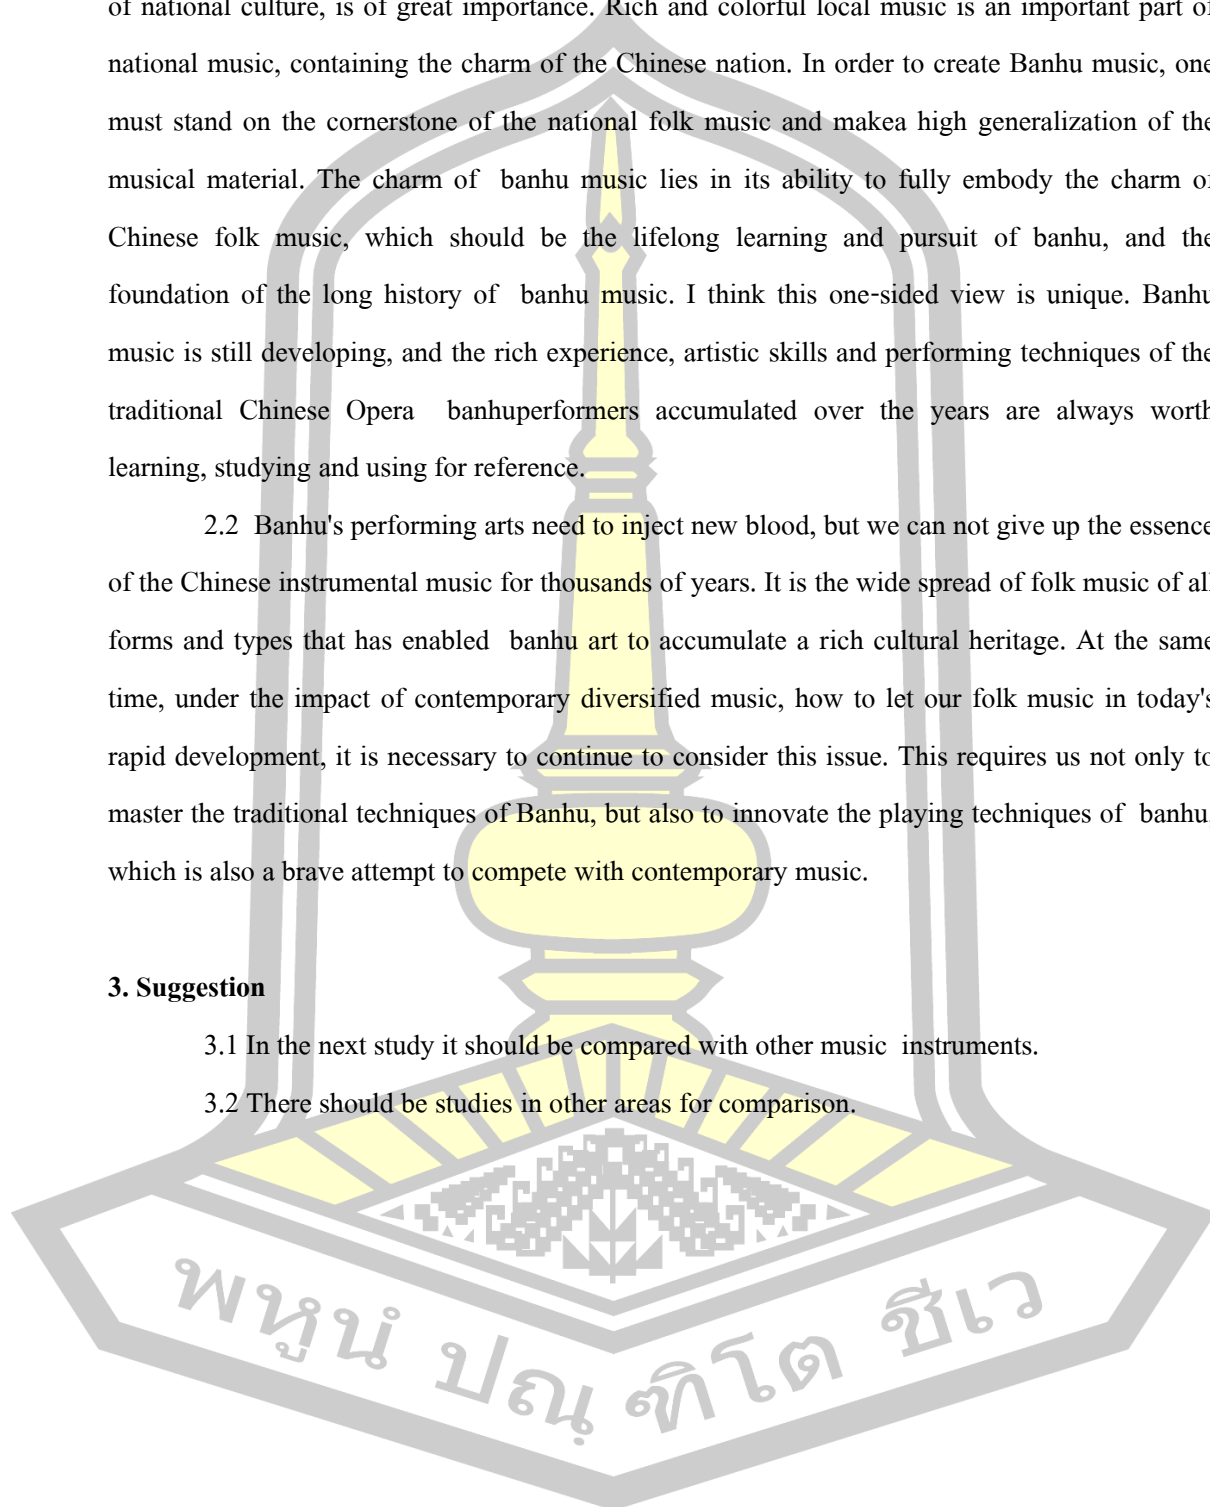 of national culture, is of great importance. Rich and colorful local music is an important part of
national music, containing the charm of the Chinese nation. In order to create Banhu music, one
must stand on the cornerstone of the national folk music and makea high generalization of the
musical material. The charm of banhu music lies in its ability to fully embody the charm of
Chinese folk music, which should be the lifelong learning and pursuit of banhu, and the
foundation of the long history of banhu music. I think this one-sided view is unique. Banhu
music is still developing, and the rich experience, artistic skills and performing techniques of the
traditional Chinese Opera banhuperformers accumulated over the years are always worth
learning, studying and using for reference.
2.2 Banhu's performing arts need to inject new blood, but we can not give up the essence
of the Chinese instrumental music for thousands of years. It is the wide spread of folk music of all
forms and types that has enabled banhu art to accumulate a rich cultural heritage. At the same
time, under the impact of contemporary diversified music, how to let our folk music in today's
rapid development, it is necessary to continue to consider this issue. This requires us not only to
master the traditional techniques of Banhu, but also to innovate the playing techniques of banhu,
which is also a brave attempt to compete with contemporary music.
3. Suggestion
3.1 In the next study it should be compared with other music instruments.
3.2 There should be studies in other areas for comparison.
พหูนํ ปณฺฑิโต ชีเว